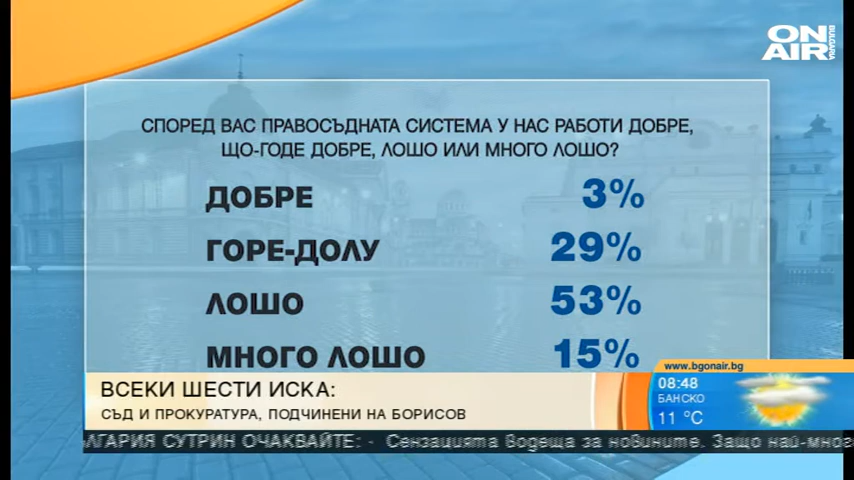 ON
AIR
BULGARIA
СПОРЕД ВАС ПРАВОСЪДНАТА СИСТЕМА У НАС РАБОТИ ДОБРЕ,
ЩО-ГОДЕ ДОБРЕ, ЛОШО ИЛИ МНОГО ЛОШО?
ДОБРЕ 3%
ГОРЕ-ДОЛУ 29%
ЛОШО 53%
МНОГО ЛОШО 15%
www.bgonair.bg
ВСЕКИ ШЕСТИ ИСКА:
СЪД И ПРОКУРАТУРА, ПОДЧИНЕНИ НА БОРИСОВ
08:48
БАНСКО
11 °C
ЪЛГАРИЯ СУТРИН ОЧАКВАЙТЕ: - Сензацията водеща за новините. Защо най-много